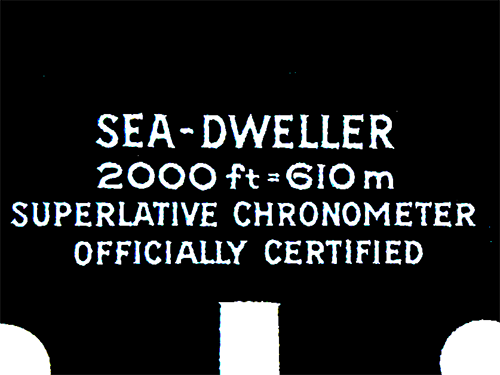 SEA-DWELLER
2000 ft = 610 m
SUPERLATIVE CHRONOMETER
OFFICIALLY CERTIFIED